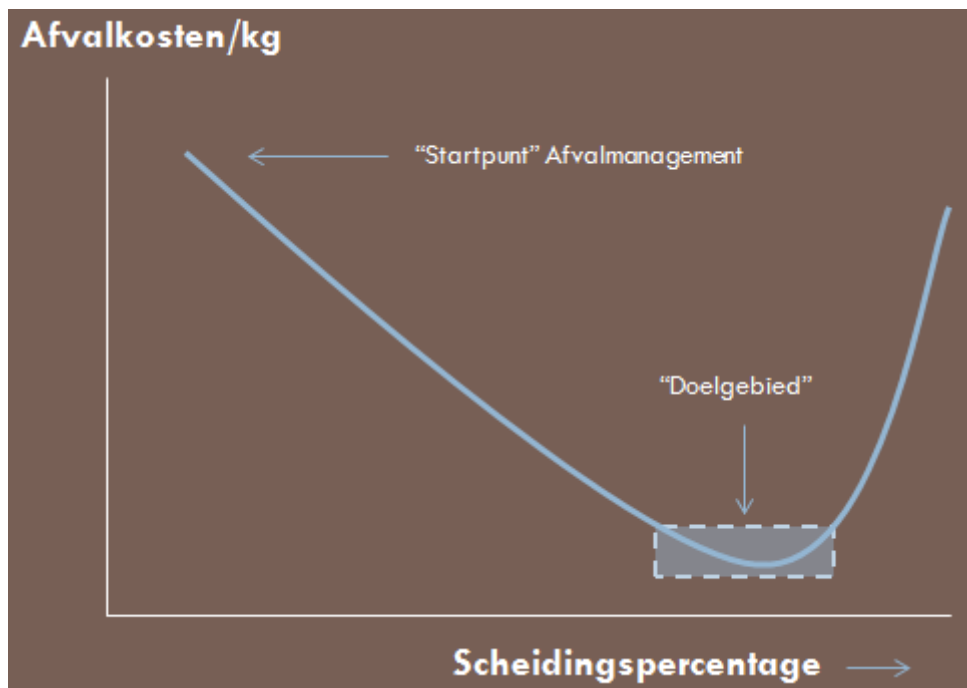 Afvalkosten/kg
“Startpunt” Afvalmanagement
“Doelgebied”
Scheidingspercentage